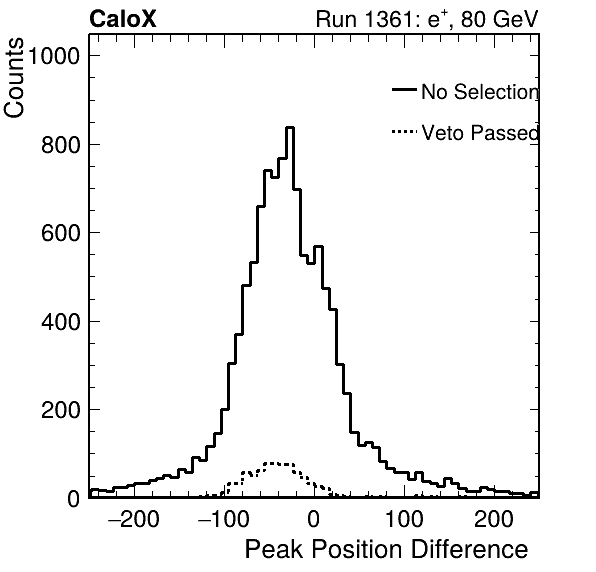 CaloX Run 1361: e+, 80 GeV
Counts
1000
800
600
400
200
0
No Selection
Veto Passed
−200 −100 0 100 200
Peak Position Difference